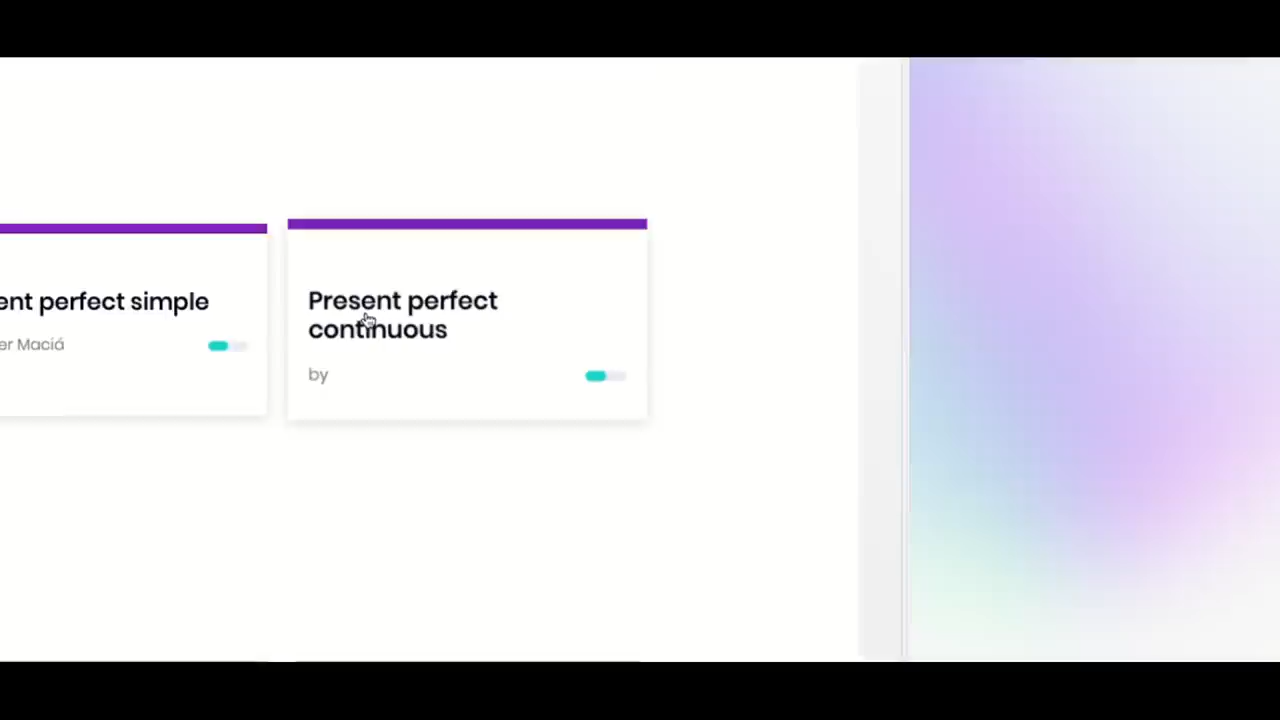 ent perfect simple
er Maciá
Present perfect
continuous
by